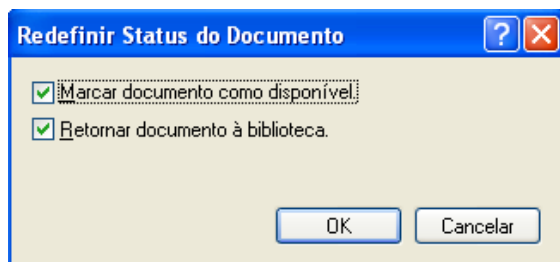 Redefinir Status do Documento
Marcar documento como disponível.
Retornar documento à biblioteca.
OK Cancelar